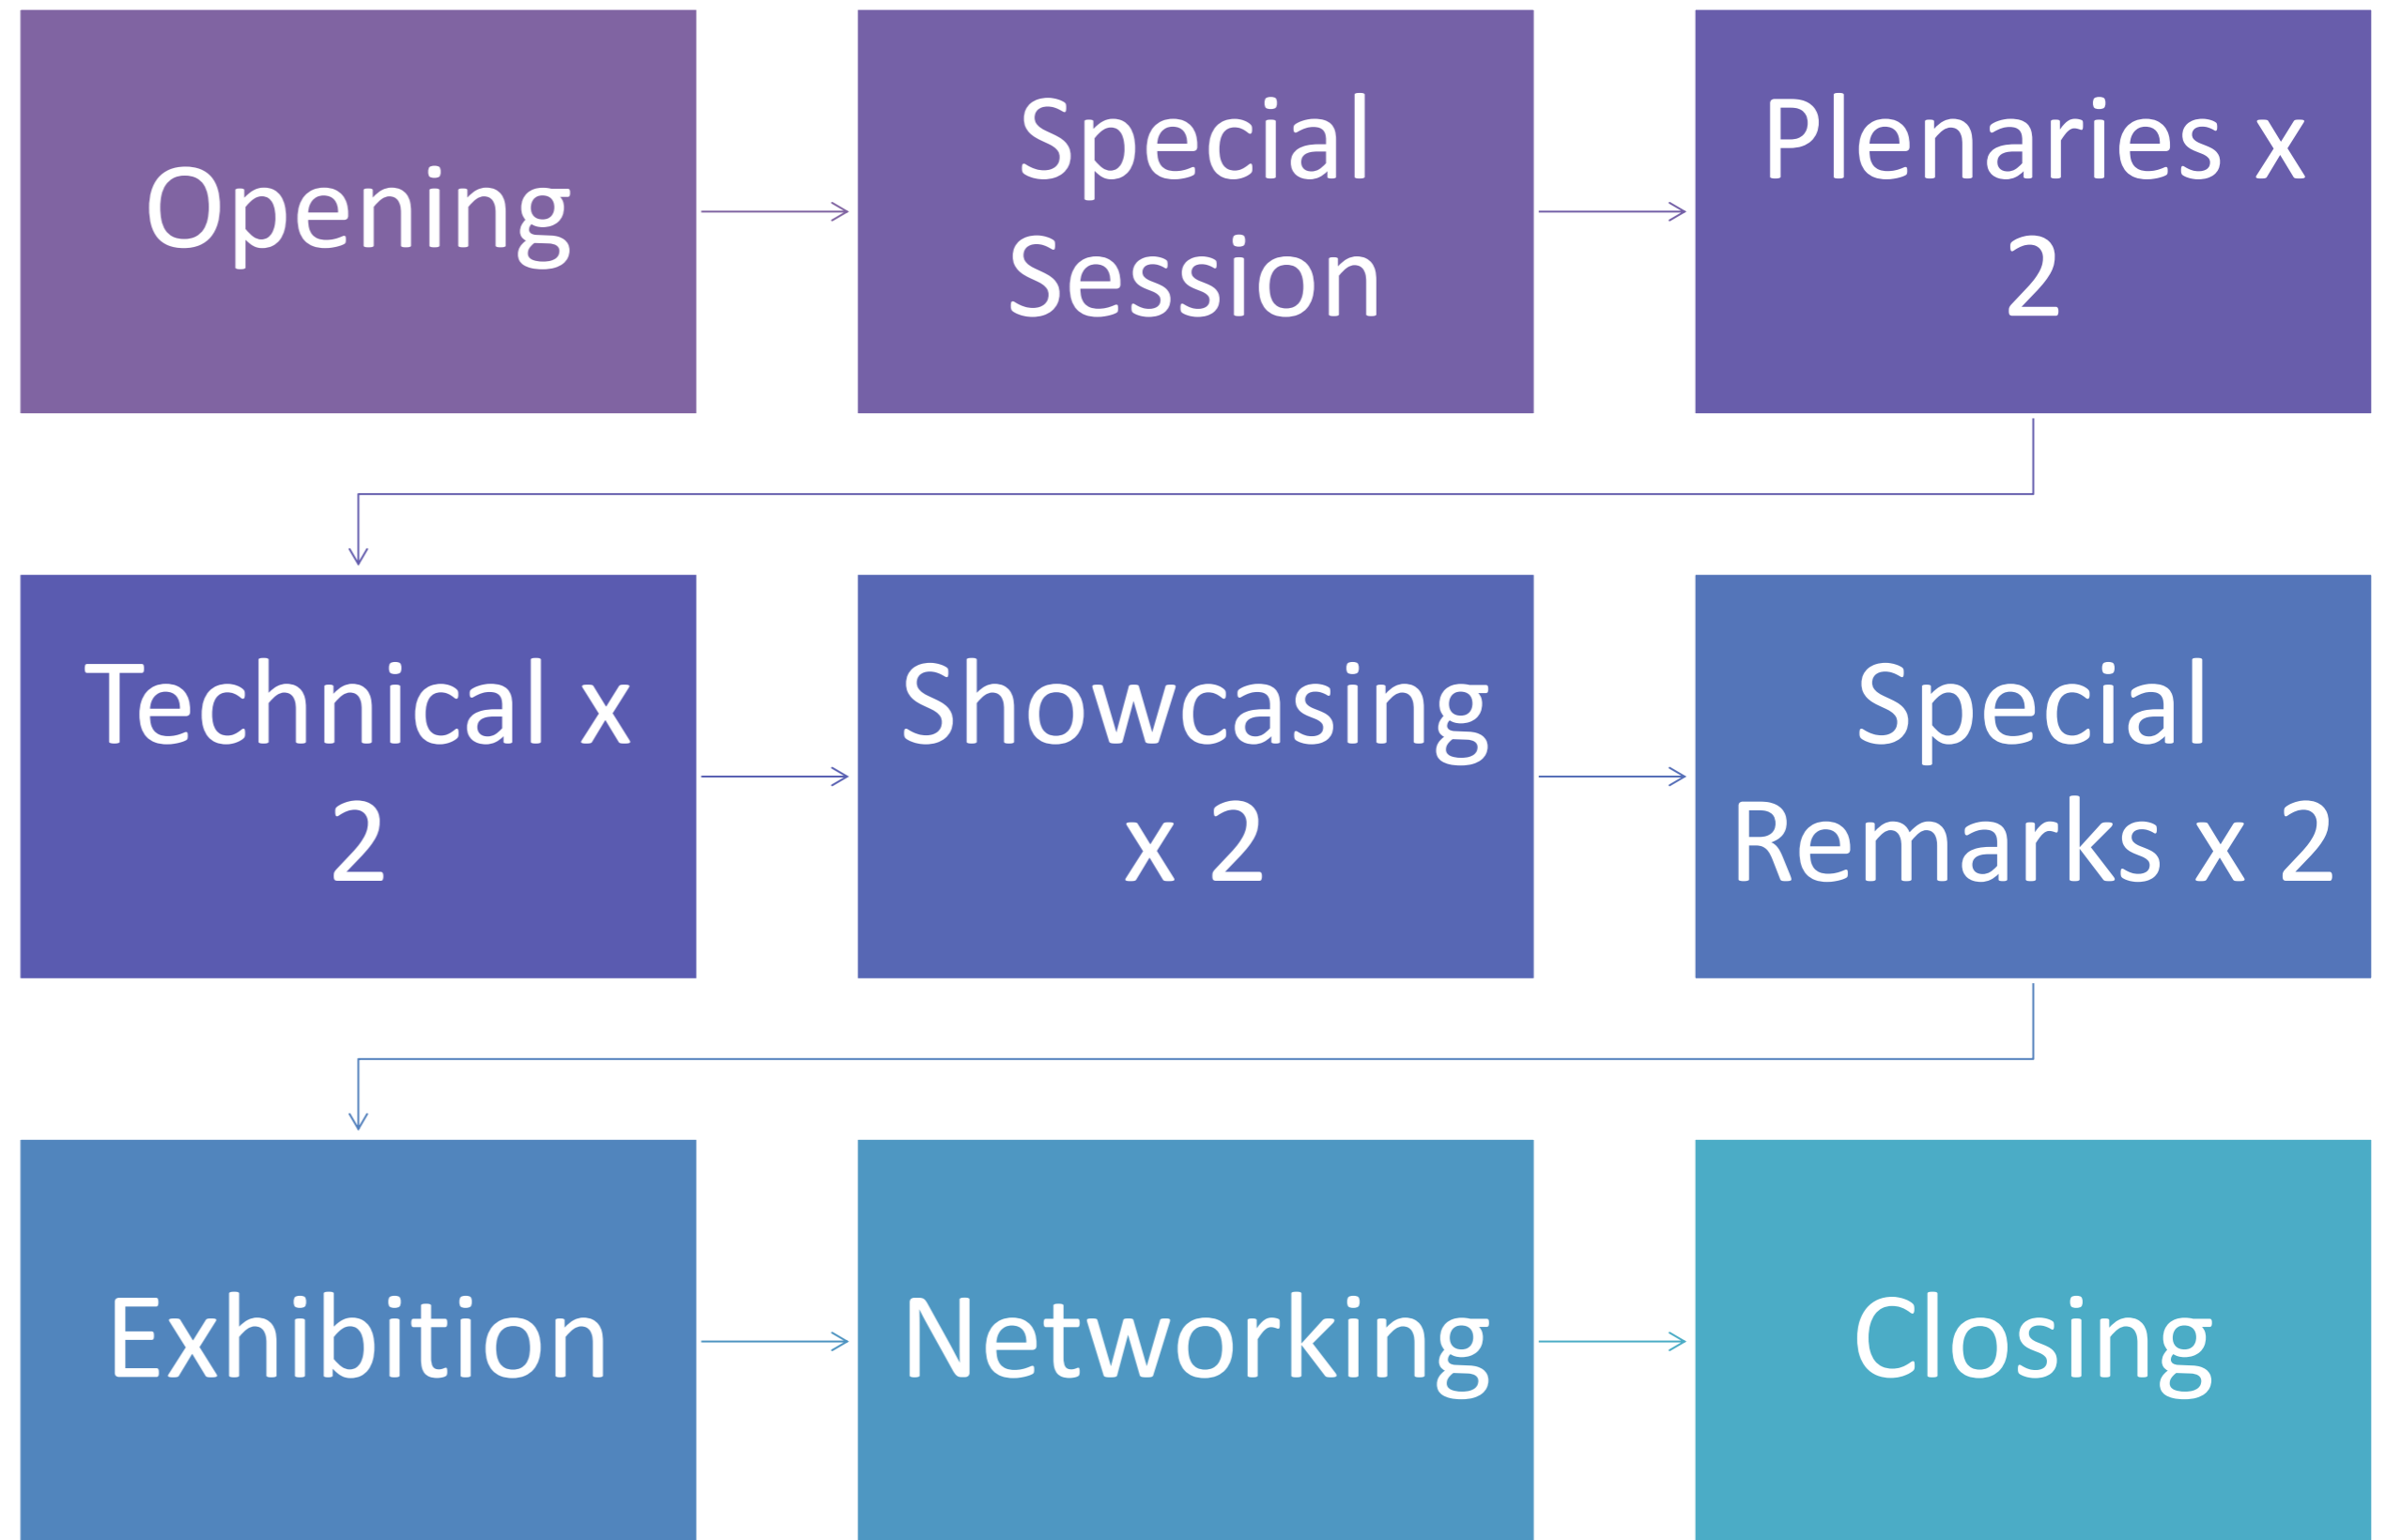 Opening
Special
Session
Plenaries x
2
Technical x
2
Showcasing
x 2
Special
Remarks x 2
Exhibition
Networking
Closing